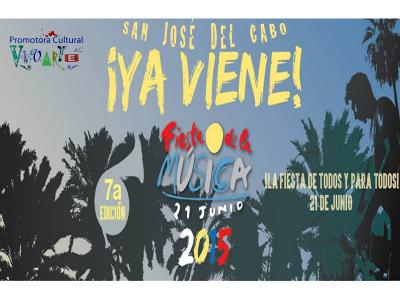 SAN JOSÉ DEL CABO
Promotora Cultural
VIVOARTE AC
¡YA VIENE!
Fiesta de la
MÚSICA
21 JUNIO
2015
7a
EDICIÓN
¡LA FIESTA DE TODOS Y PARA TODOS!
21 DE JUNIO